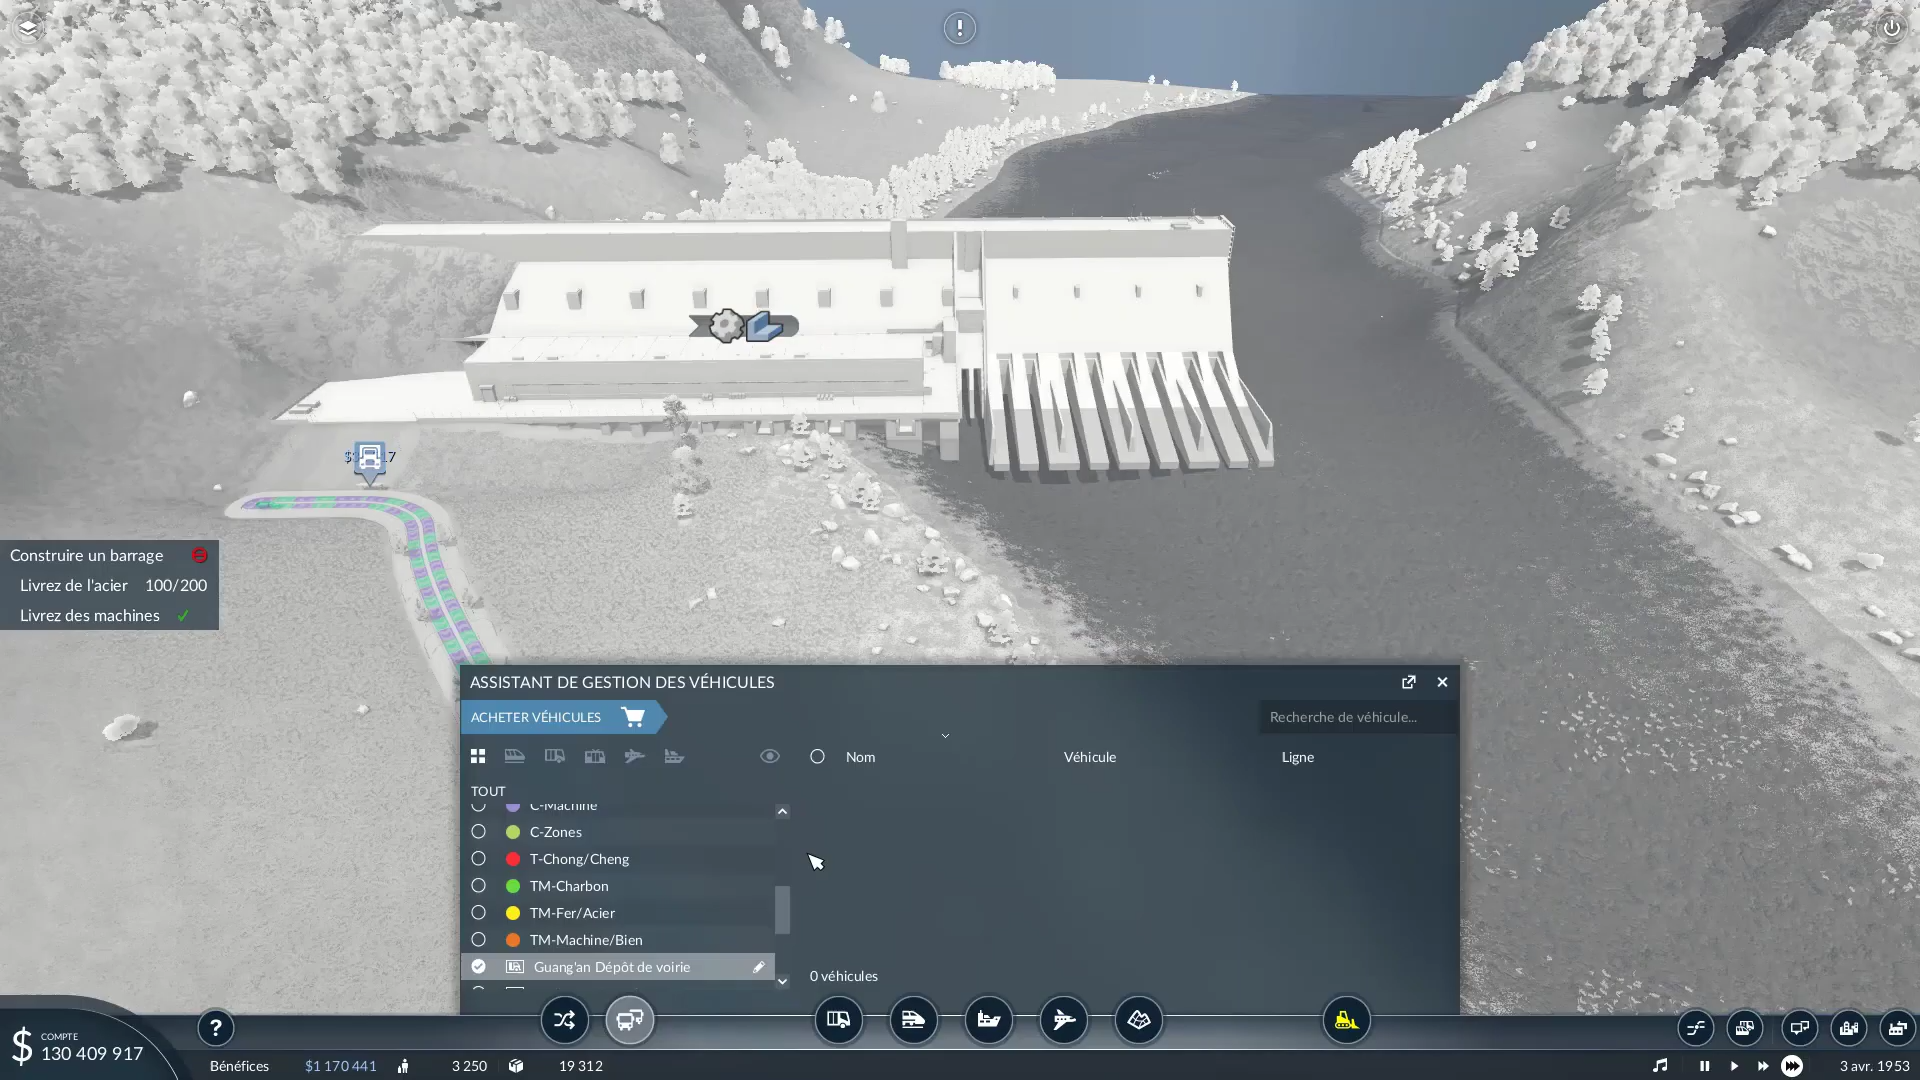 Construire un barrage
Livrez de l'acier 100/200
Livrez des machines
ASSISTANT DE GESTION DES VÉHICULES
ACHETER VÉHICULES
Recherche de véhicule...
Nom Véhicule Ligne
TOUT
C-Machine
C-Zones
T-Chong/Cheng
TM-Charbon
TM-Fer/Acier
TM-Machine/Bien
Guang'an Dépôt de voirie
0 véhicules
?
$ COMPTE
130 409 917
Bénéfices $1 170 441 3 250 19 312
3 avr. 1953